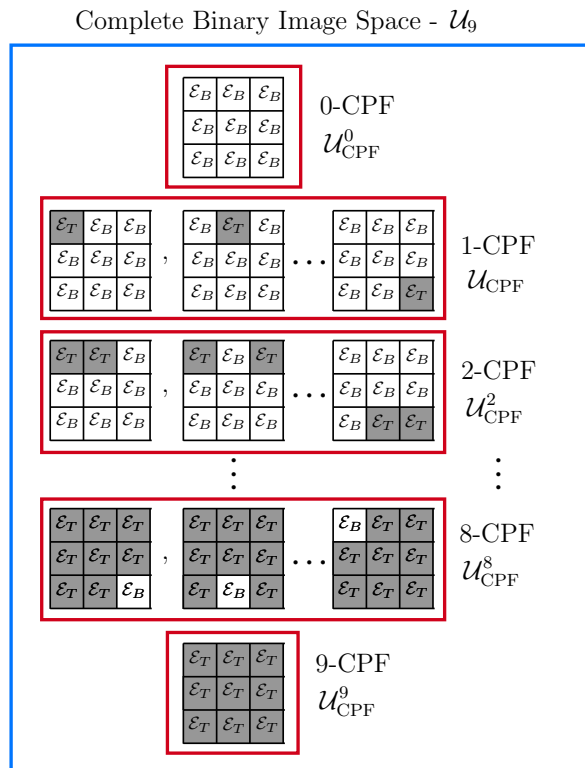 Complete Binary Image Space - 𝒰₉
ℰ_B ℰ_B ℰ_B
ℰ_B ℰ_B ℰ_B
ℰ_B ℰ_B ℰ_B
0-CPF
𝒰⁰_CPF
ℰ_T ℰ_B ℰ_B ℰ_B ℰ_T ℰ_B ℰ_B ℰ_B ℰ_B
ℰ_B ℰ_B ℰ_B , ℰ_B ℰ_B ℰ_B ... ℰ_B ℰ_B ℰ_B
ℰ_B ℰ_B ℰ_B ℰ_B ℰ_B ℰ_B ℰ_B ℰ_B ℰ_T
1-CPF
𝒰_CPF
ℰ_T ℰ_T ℰ_B ℰ_T ℰ_B ℰ_T ℰ_B ℰ_B ℰ_B
ℰ_B ℰ_B ℰ_B , ℰ_B ℰ_B ℰ_B ... ℰ_B ℰ_B ℰ_B
ℰ_B ℰ_B ℰ_B ℰ_B ℰ_B ℰ_B ℰ_B ℰ_T ℰ_T
2-CPF
𝒰²_CPF
⋮ ⋮
ℰ_T ℰ_T ℰ_T ℰ_T ℰ_T ℰ_T ℰ_B ℰ_T ℰ_T
ℰ_T ℰ_T ℰ_T , ℰ_T ℰ_T ℰ_T ... ℰ_T ℰ_T ℰ_T
ℰ_T ℰ_T ℰ_B ℰ_T ℰ_B ℰ_T ℰ_T ℰ_T ℰ_T
8-CPF
𝒰⁸_CPF
ℰ_T ℰ_T ℰ_T
ℰ_T ℰ_T ℰ_T
ℰ_T ℰ_T ℰ_T
9-CPF
𝒰⁹_CPF